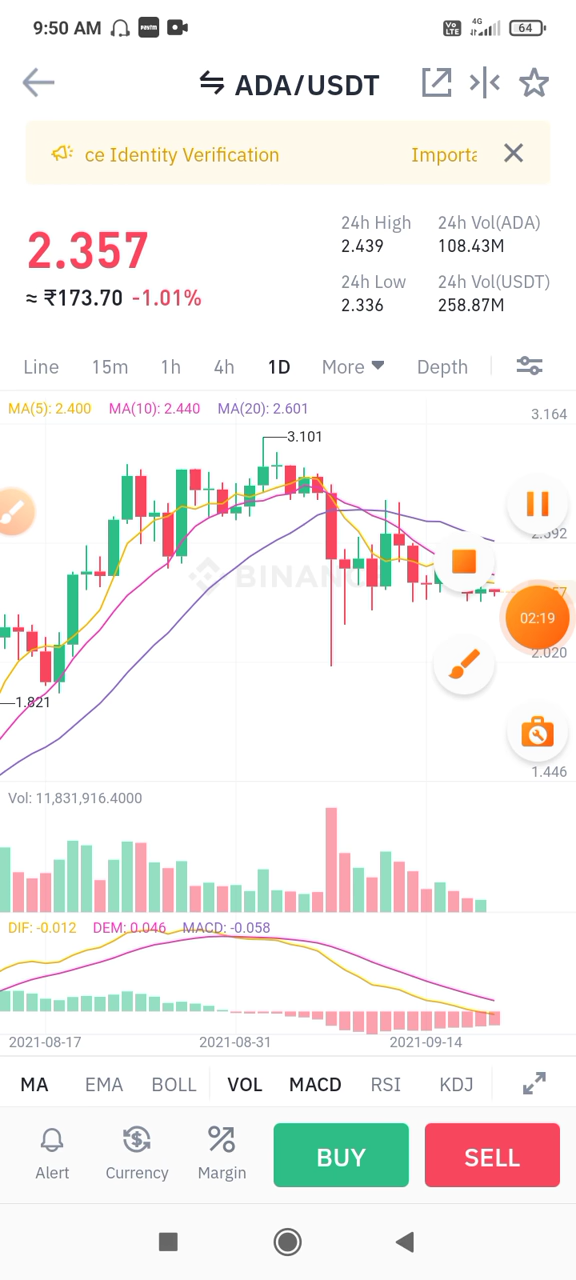 9:50 AM
paytm
Vo
LTE
4G
64
ADA/USDT
ce Identity Verification
Importa
24h High
24h Vol(ADA)
2.357
2.439
108.43M
24h Low
24h Vol(USDT)
≈ ₹173.70 -1.01%
2.336
258.87M
Line 15m 1h 4h 1D More Depth
MA(5): 2.400 MA(10): 2.440 MA(20): 2.601
3.164
3.101
BINAN
02:19
2.020
1.821
1.446
Vol: 11,831,916.4000
DIF: -0.012 DEM: 0.046 MACD: -0.058
2021-08-17 2021-08-31 2021-09-14
MA EMA BOLL VOL MACD RSI KDJ
Alert Currency Margin BUY SELL